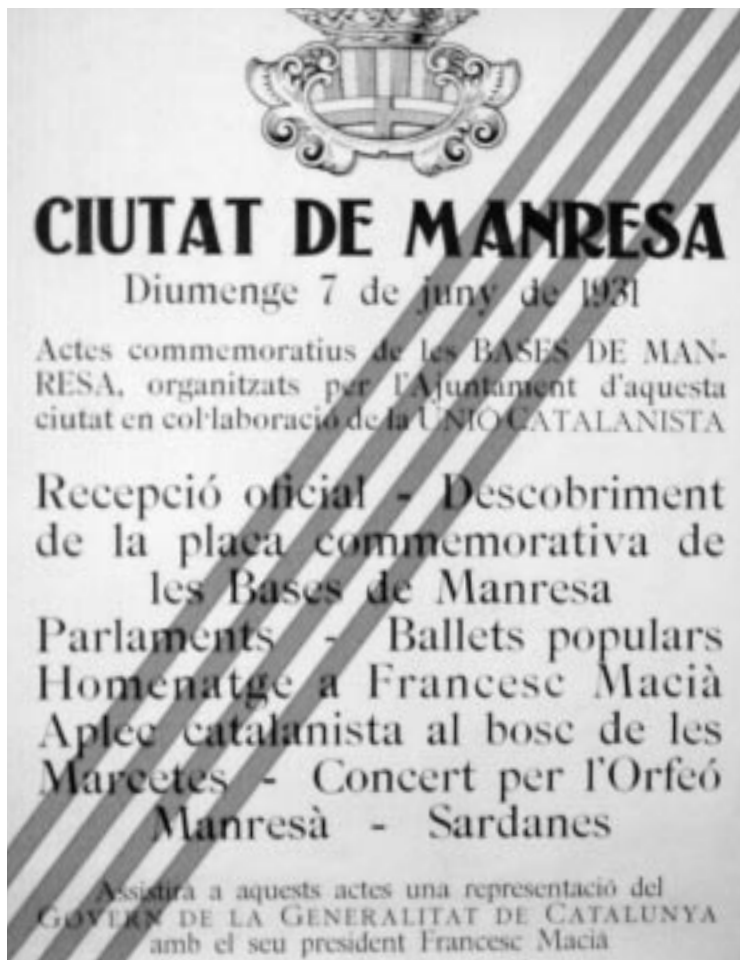 CIUTAT DE MANRESA
Diumenge 7 de juny de 1931
Actes commemoratius de les BASES DE MAN-
RESA, organitzats per l'Ajuntament d'aquesta
ciutat en col·laboració de la UNIÓ CATALANISTA
Recepció oficial - Descobriment
de la placa commemorativa de
les Bases de Manresa
Parlaments - Ballets populars
Homenatge a Francesc Macià
Aplec catalanista al bosc de les
Marcetes - Concert per l'Orfeó
Manresà - Sardanes
Assistirà a aquests actes una representació del
GOVERN DE LA GENERALITAT DE CATALUNYA
amb el seu president Francesc Macià